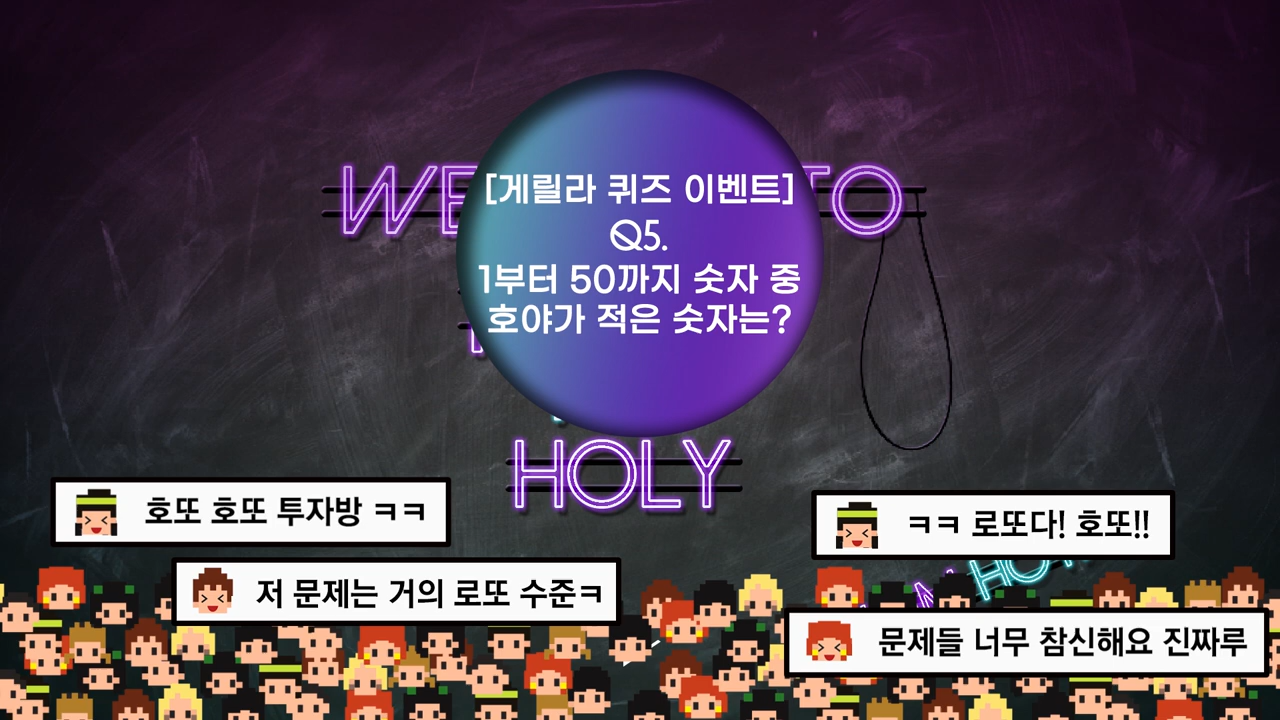 WE TO
[게릴라 퀴즈 이벤트]
Q5.
1부터 50까지 숫자 중
호야가 적은 숫자는?
HOLY
호또 호또 투자방 ㅋㅋ
ㅋㅋ 로또다! 호또!!
저 문제는 거의 로또 수준ㅋ
문제들 너무 참신해요 진짜루